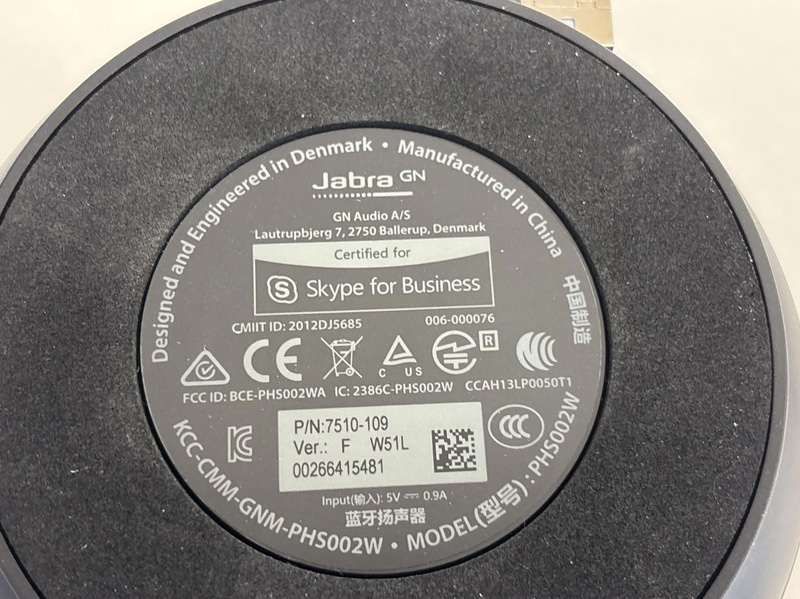 Designed and Engineered in Denmark • Manufactured in China
中国制造
Jabra GN
GN Audio A/S
Lautrupbjerg 7, 2750 Ballerup, Denmark
Certified for
S Skype for Business
CMIIT ID: 2012DJ5685
006-000076
CE
C US
R
FCC ID: BCE-PHS002WA IC: 2386C-PHS002W CCAH13LP0050T1
P/N:7510-109
Ver.: F W51L
00266415481
CCC
Input(输入): 5V ⎓ 0.9A
蓝牙扬声器
KCC-CMM-GNM-PHS002W • MODEL(型号) : PHS002W